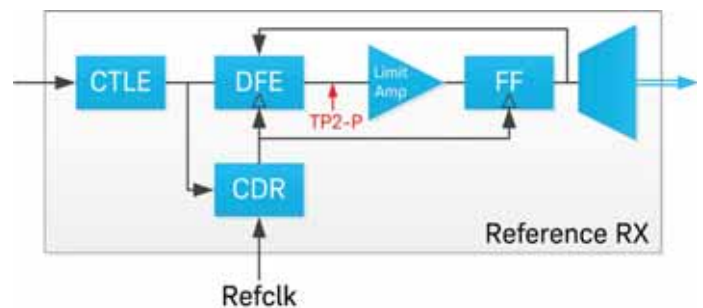 CTLE
DFE
Limit
Amp
FF
TP2-P
CDR
Reference RX
Refclk